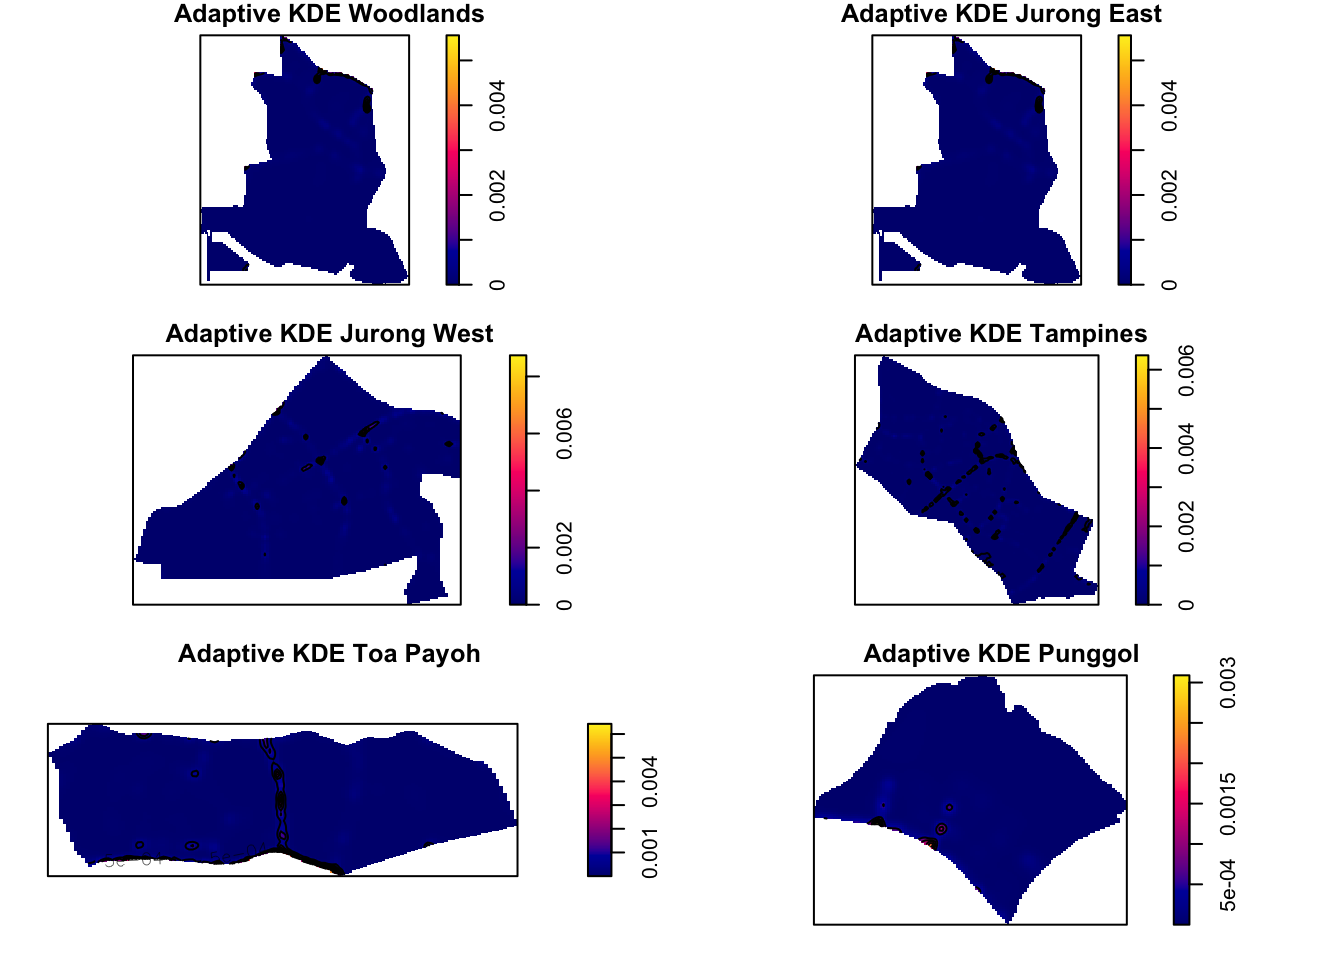 Adaptive KDE Woodlands
0.004
0.002
0
Adaptive KDE Jurong East
0.004
0.002
0
Adaptive KDE Jurong West
0.006
0.002
0
Adaptive KDE Tampines
0.006
0.004
0.002
0
Adaptive KDE Toa Payoh
0.004
0.001
Adaptive KDE Punggol
0.003
0.0015
5e-04